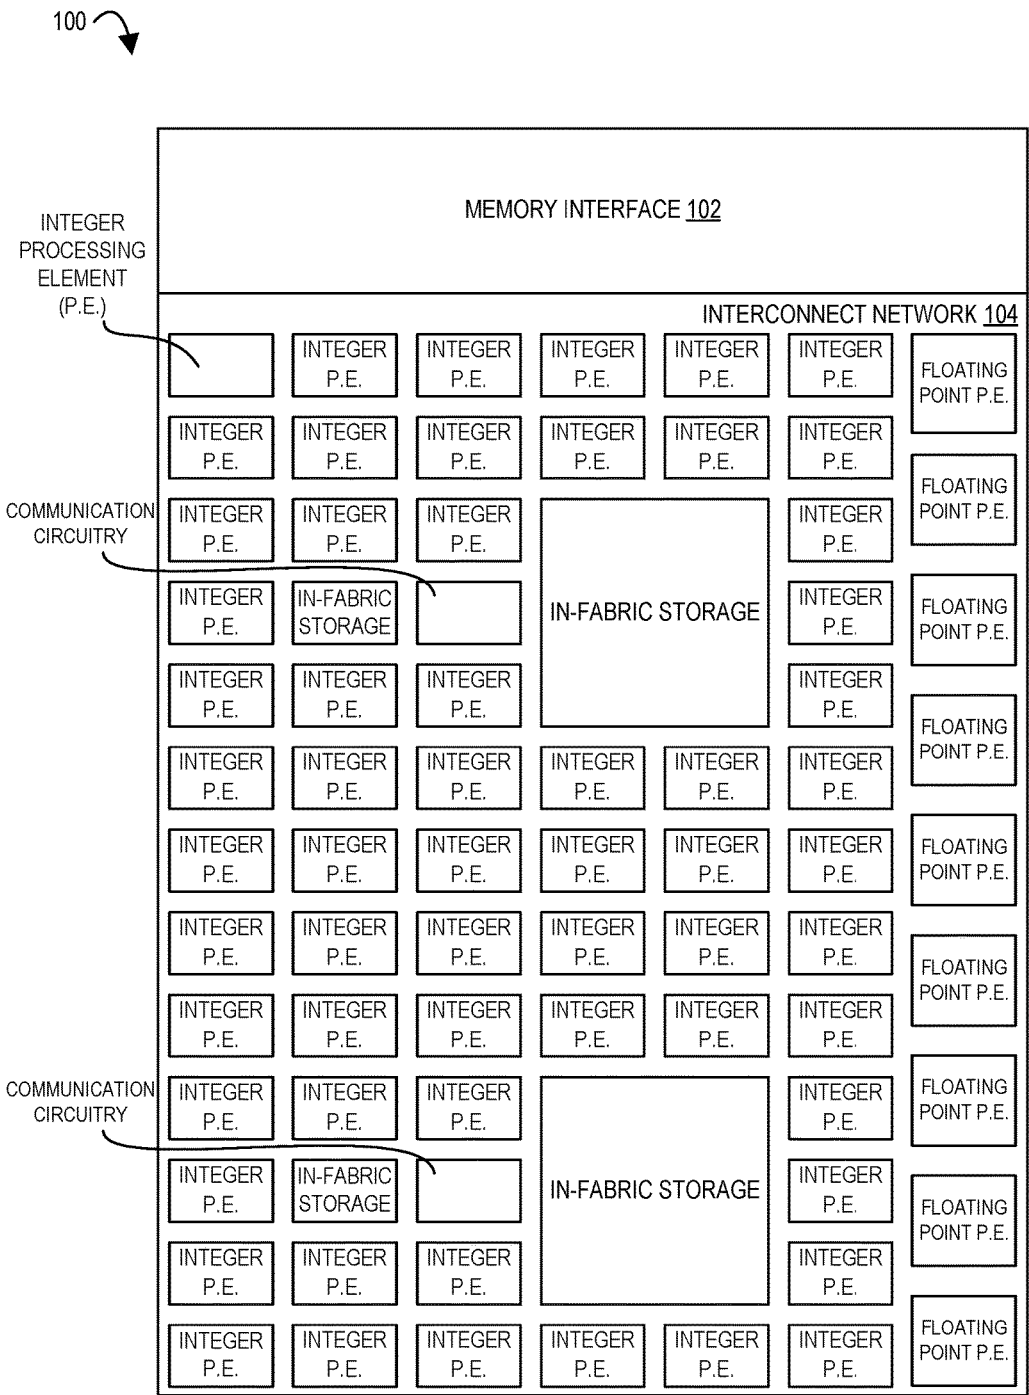 100
MEMORY INTERFACE 102
INTEGER
PROCESSING
ELEMENT
(P.E.)
INTERCONNECT NETWORK 104
INTEGER INTEGER INTEGER INTEGER INTEGER
P.E. P.E. P.E. P.E. P.E.
FLOATING
POINT P.E.
INTEGER INTEGER INTEGER INTEGER INTEGER INTEGER
P.E. P.E. P.E. P.E. P.E. P.E.
FLOATING
POINT P.E.
COMMUNICATION
CIRCUITRY
INTEGER INTEGER INTEGER INTEGER
P.E. P.E. P.E. P.E.
INTEGER IN-FABRIC INTEGER
P.E. STORAGE P.E.
IN-FABRIC STORAGE
FLOATING
POINT P.E.
INTEGER INTEGER INTEGER INTEGER
P.E. P.E. P.E. P.E.
FLOATING
POINT P.E.
INTEGER INTEGER INTEGER INTEGER INTEGER INTEGER
P.E. P.E. P.E. P.E. P.E. P.E.
INTEGER INTEGER INTEGER INTEGER INTEGER INTEGER
P.E. P.E. P.E. P.E. P.E. P.E.
FLOATING
POINT P.E.
INTEGER INTEGER INTEGER INTEGER INTEGER INTEGER
P.E. P.E. P.E. P.E. P.E. P.E.
FLOATING
POINT P.E.
INTEGER INTEGER INTEGER INTEGER INTEGER INTEGER
P.E. P.E. P.E. P.E. P.E. P.E.
COMMUNICATION
CIRCUITRY
INTEGER INTEGER INTEGER INTEGER
P.E. P.E. P.E. P.E.
FLOATING
POINT P.E.
INTEGER IN-FABRIC INTEGER
P.E. STORAGE P.E.
IN-FABRIC STORAGE
FLOATING
POINT P.E.
INTEGER INTEGER INTEGER INTEGER
P.E. P.E. P.E. P.E.
INTEGER INTEGER INTEGER INTEGER INTEGER INTEGER
P.E. P.E. P.E. P.E. P.E. P.E.
FLOATING
POINT P.E.